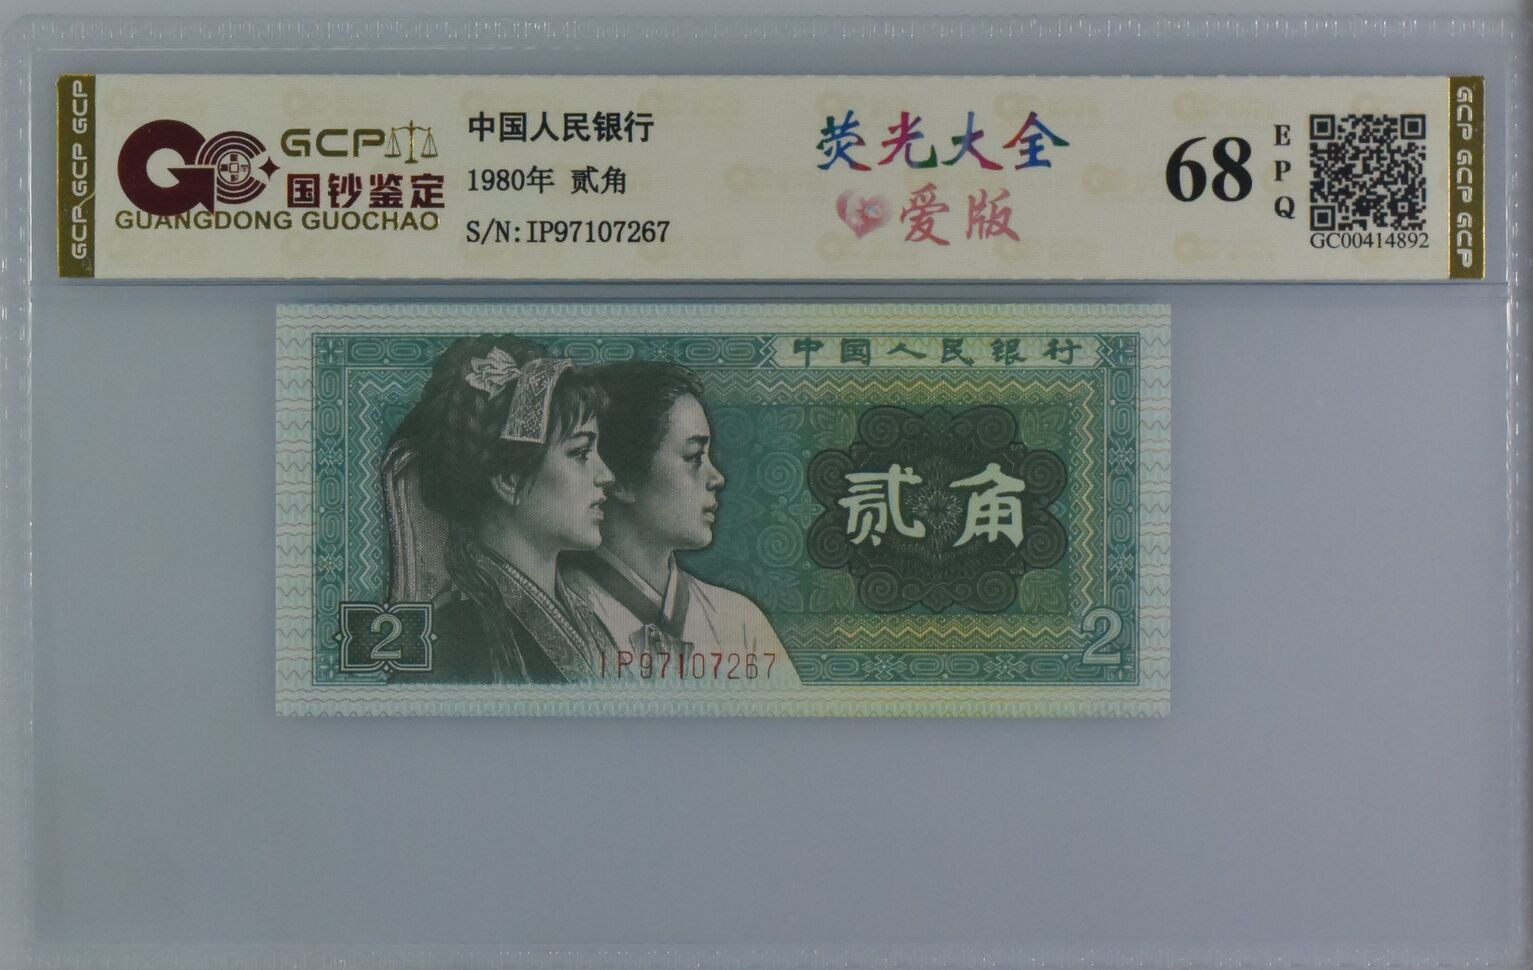 GCP GCP GCP
GCP
国钞鉴定
GUANGDONG GUOCHAO
中国人民银行
1980年 贰角
S/N:IP97107267
荧光大全
爱版
68
EPQ
GC00414892
GCP GCP GCP
中国人民银行
贰角
2
2
IP97107267